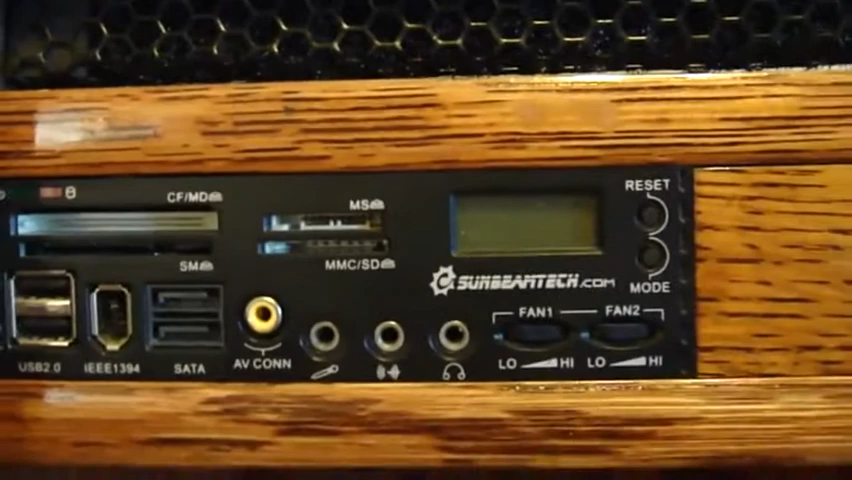 CF/MD
MS
RESET
SM
MMC/SD
SUNBEAMTECH.COM
MODE
FAN1
FAN2
USB2.0
IEEE1394
SATA
AV CONN
LO HI
LO HI